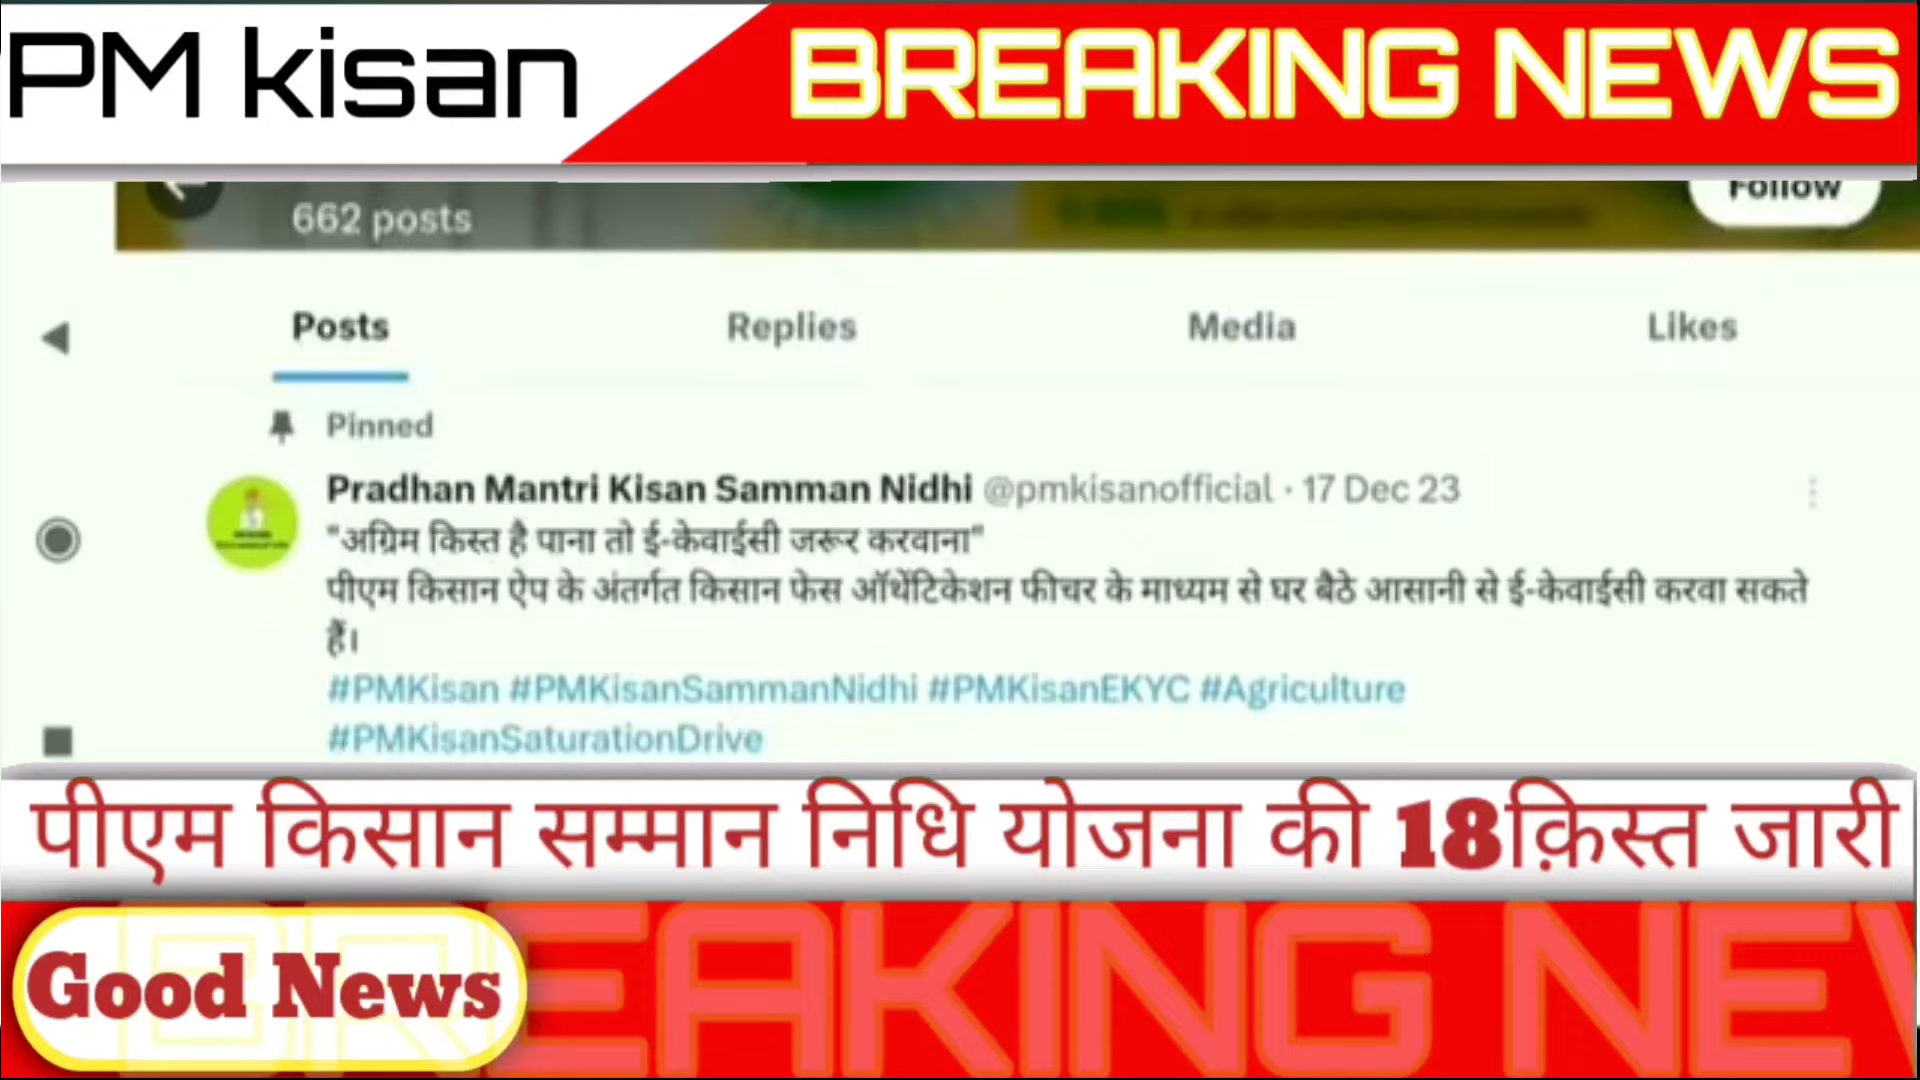 PM kisan
BREAKING NEWS
662 posts
Follow
Posts Replies Media Likes
Pinned
Pradhan Mantri Kisan Samman Nidhi @pmkisanofficial · 17 Dec 23
"अग्रिम किस्त है पाना तो ई-केवाईसी जरूर करवाना"
पीएम किसान ऐप के अंतर्गत किसान फेस ऑथेंटिकेशन फीचर के माध्यम से घर बैठे आसानी से ई-केवाईसी करवा सकते
हैं।
#PMKisan #PMKisanSammanNidhi #PMKisanEKYC #Agriculture
#PMKisanSaturationDrive
पीएम किसान सम्मान निधि योजना की 18क़िस्त जारी
Good News
BREAKING NEW